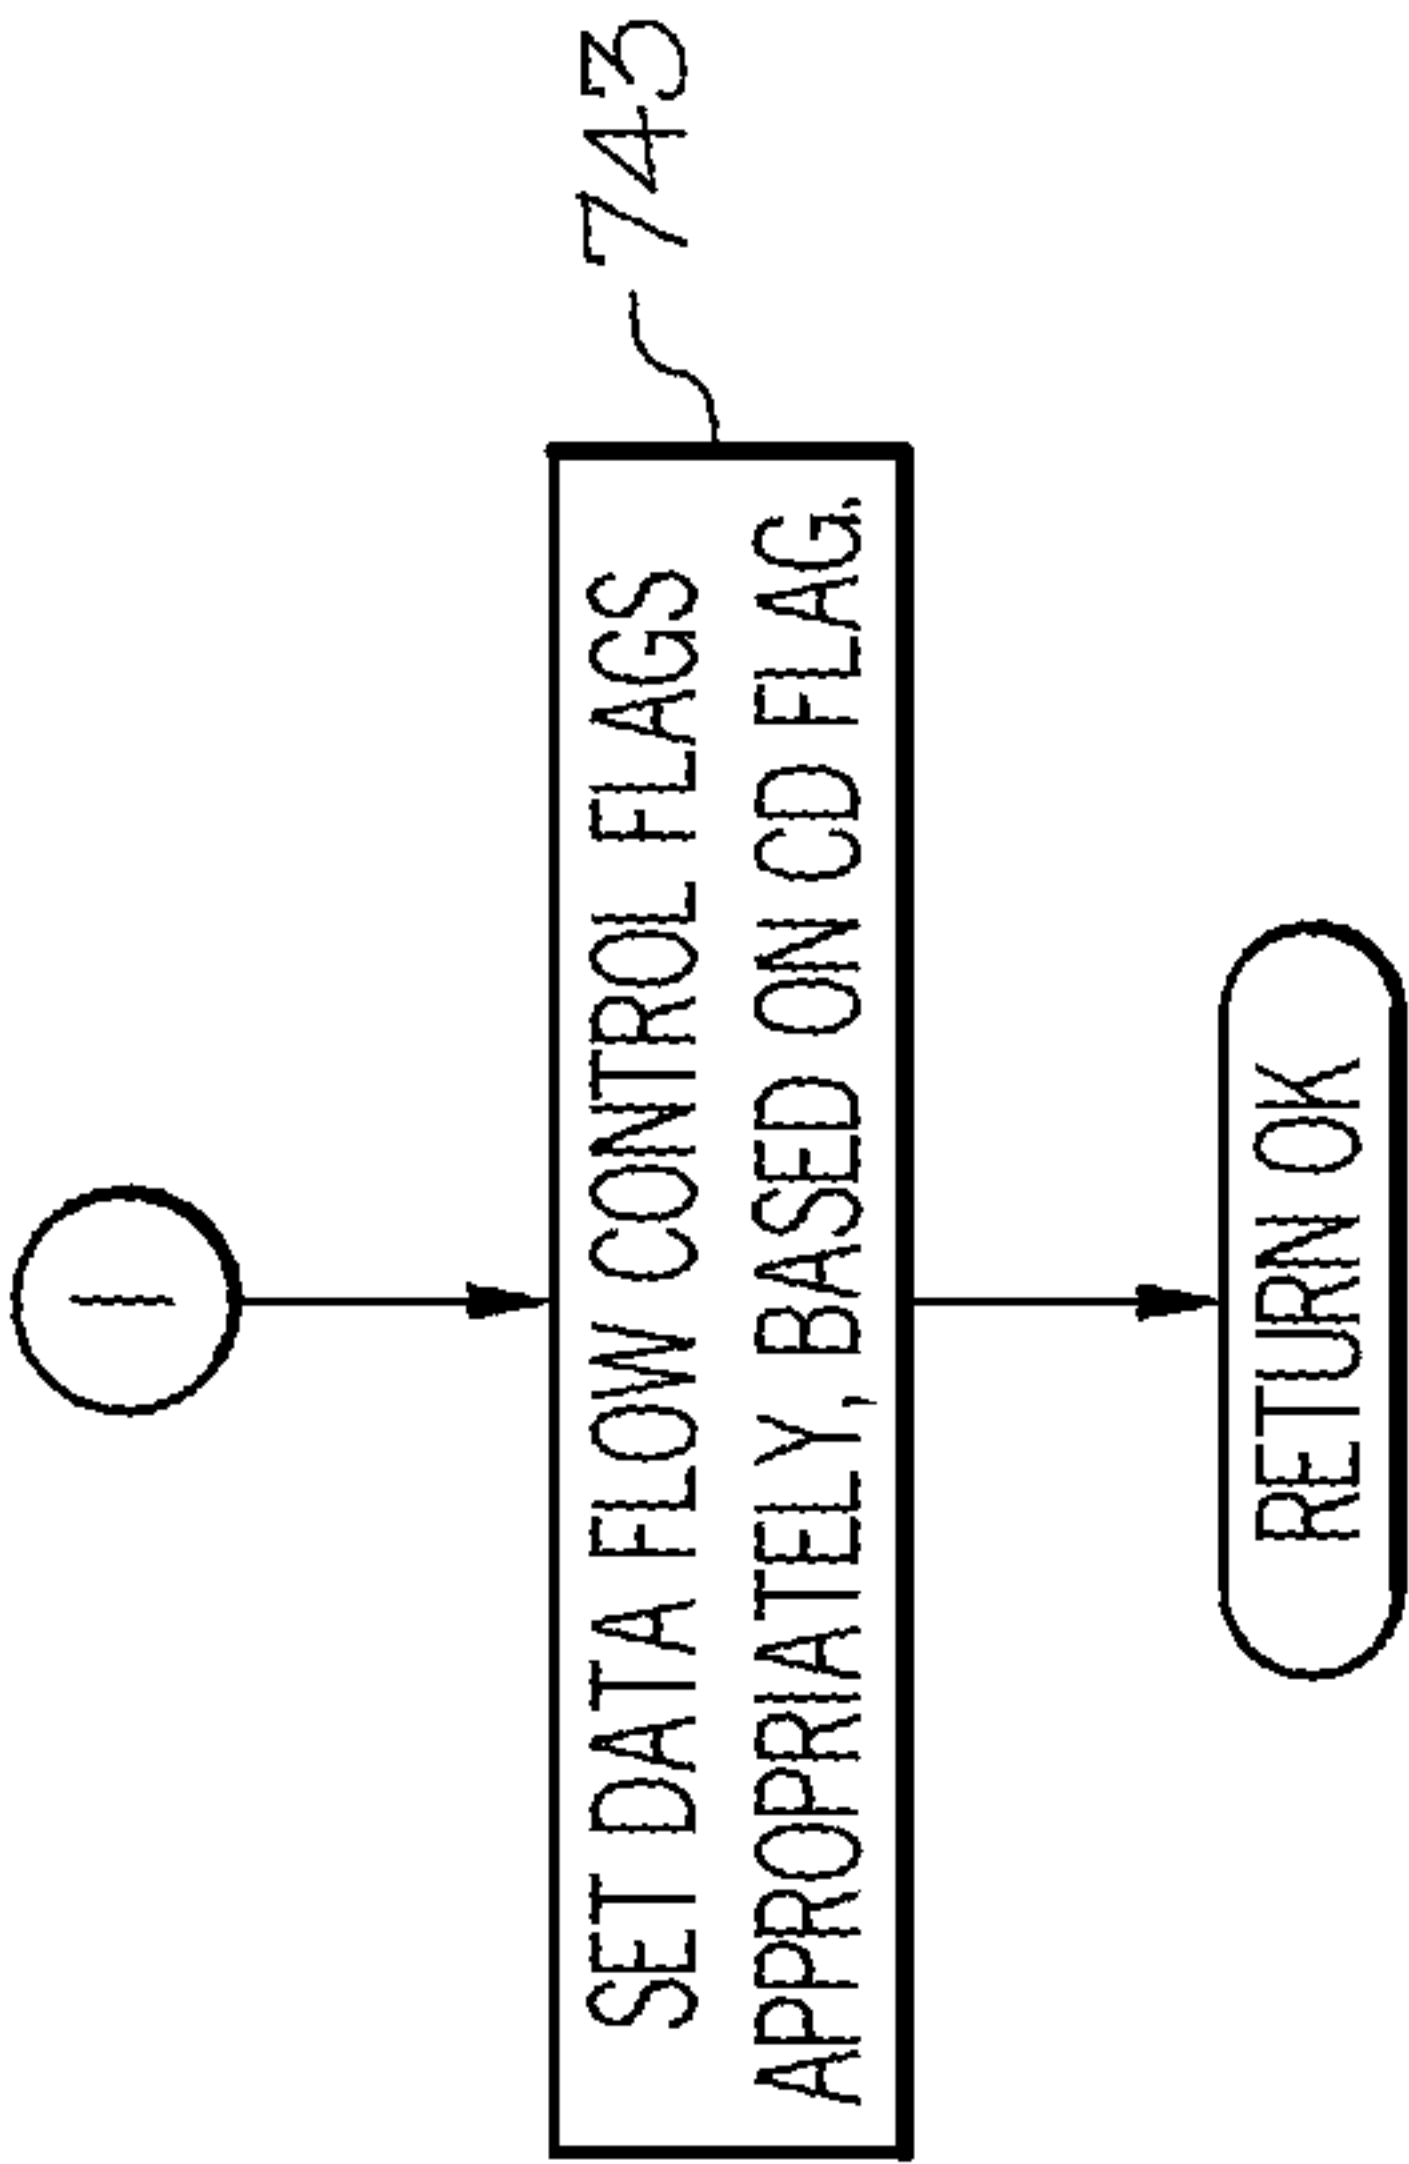 I
743
SET DATA FLOW CONTROL FLAGS
APPROPRIATELY, BASED ON CD FLAG.
RETURN OK